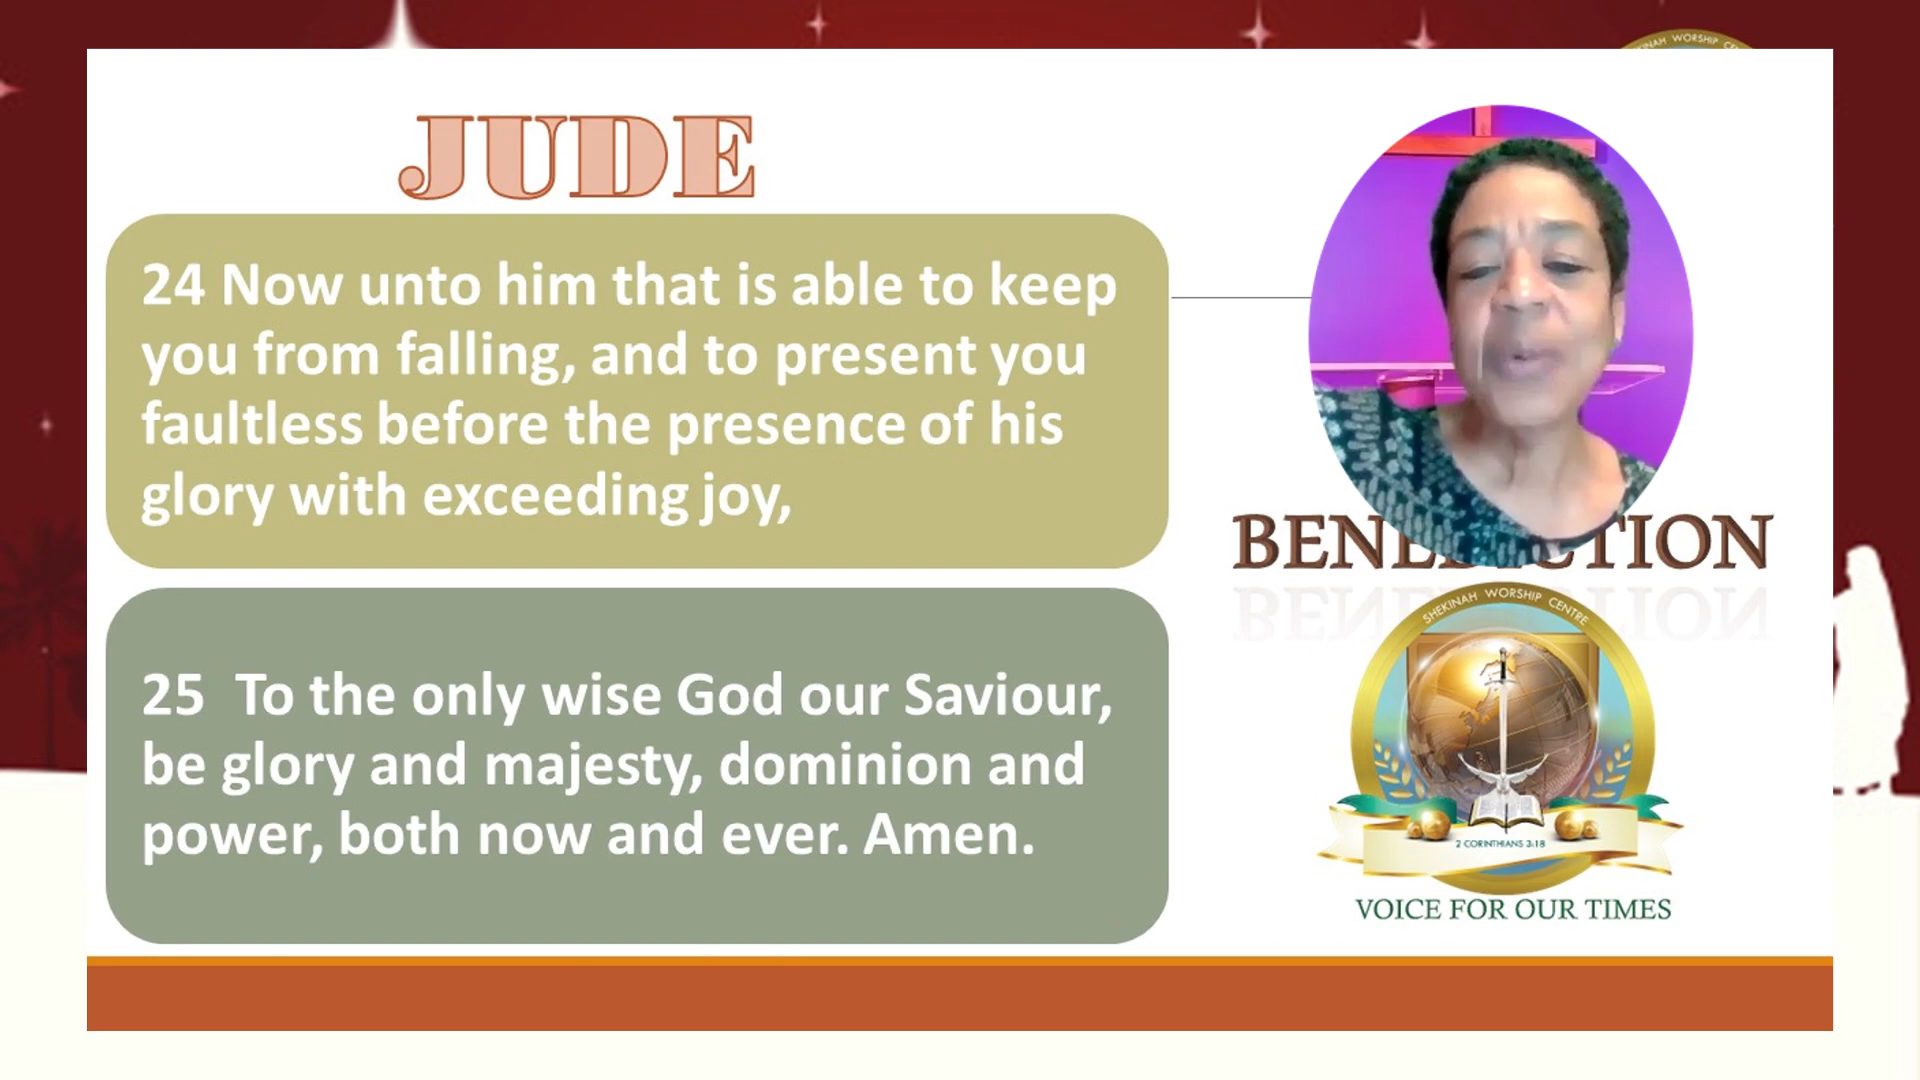 JUDE
24 Now unto him that is able to keep
you from falling, and to present you
faultless before the presence of his
glory with exceeding joy,
25 To the only wise God our Saviour,
be glory and majesty, dominion and
power, both now and ever. Amen.
WORSHIP
BENEDICTION
SHEKINAH WORSHIP CENTRE
2 CORINTHIANS 3:18
VOICE FOR OUR TIMES